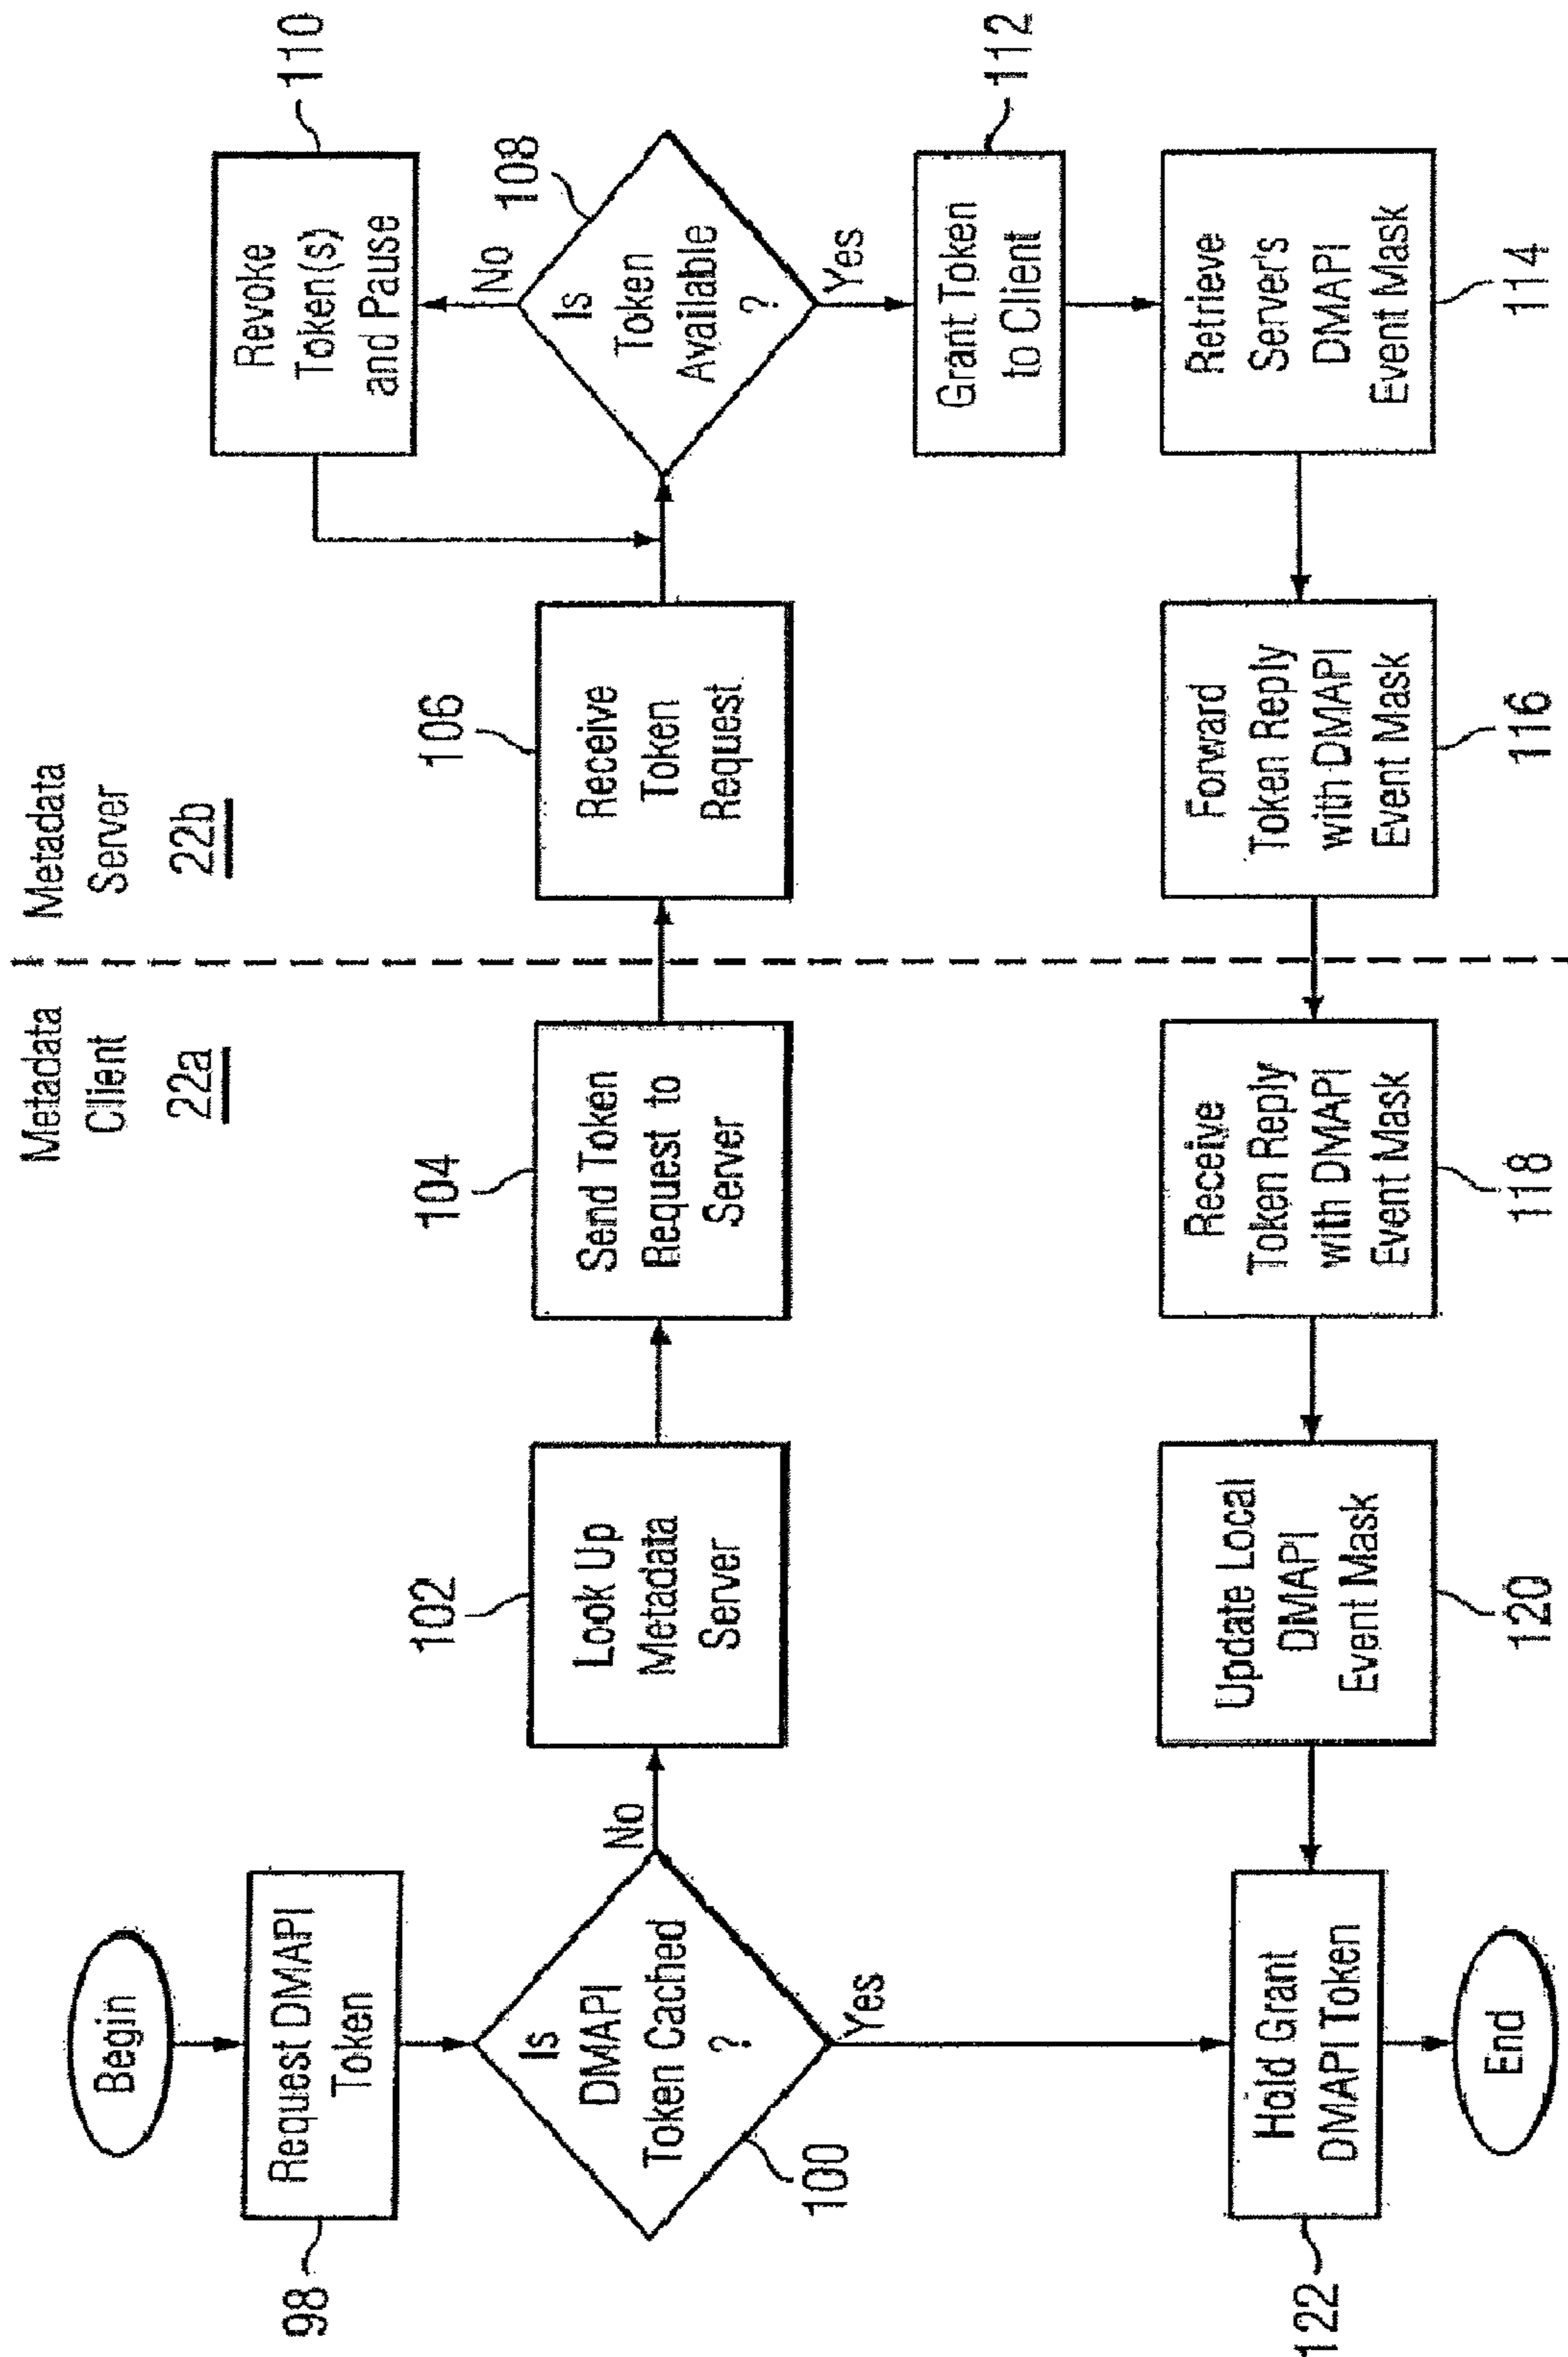 Metadata
Client
22a
Metadata
Server
22b
Begin
98
Request DMAPI
Token
Is
DMAPI
Token Cached
?
100
No
Yes
102
Look Up
Metadata
Server
104
Send Token
Request to
Server
106
Receive
Token
Request
110
Revoke
Token(s)
and Pause
No
108
Is
Token
Available
?
Yes
112
Grant Token
to Client
Retrieve
Server's
DMAPI
Event Mask
114
Forward
Token Reply
with DMAPI
Event Mask
116
Receive
Token Reply
with DMAPI
Event Mask
118
Update Local
DMAPI
Event Mask
120
Hold Grant
DMAPI Token
122
End